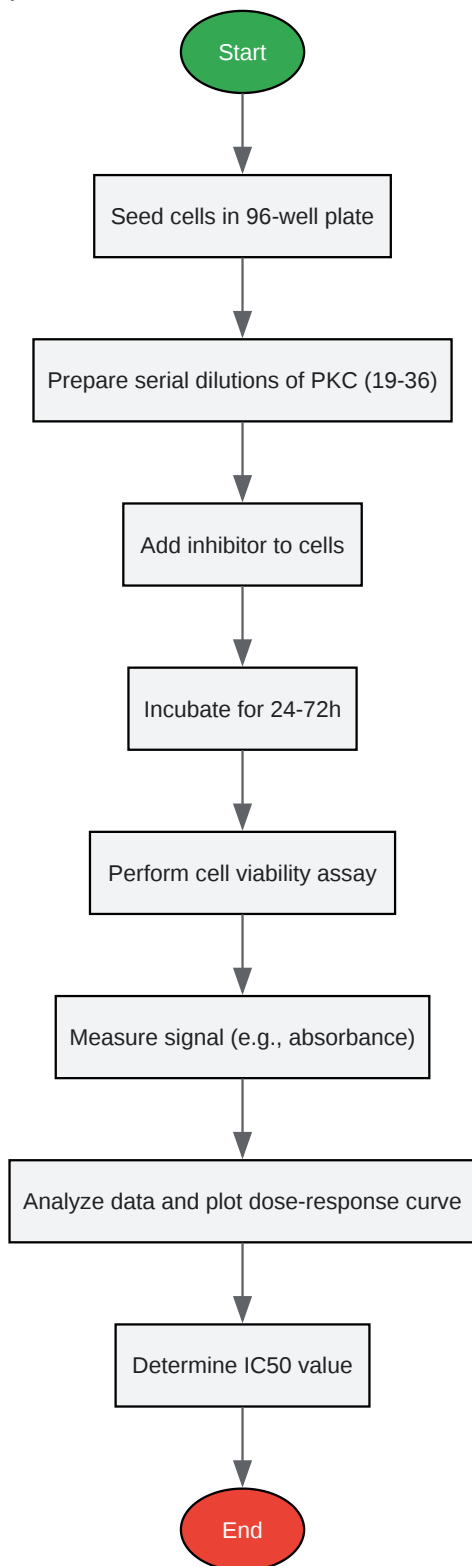 Start
Seed cells in 96-well plate
Prepare serial dilutions of PKC (19-36)
Add inhibitor to cells
Incubate for 24-72h
Perform cell viability assay
Measure signal (e.g., absorbance)
Analyze data and plot dose-response curve
Determine IC50 value
End